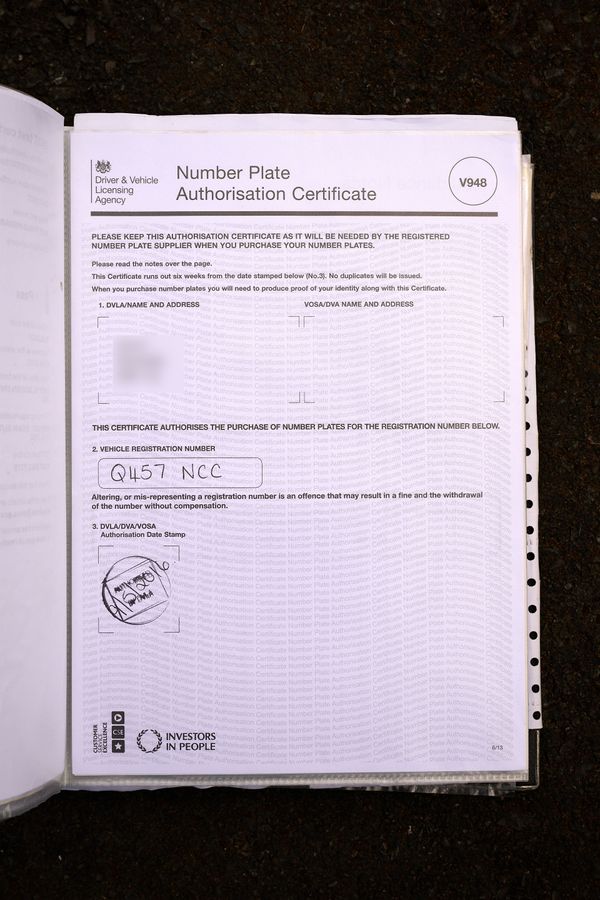 Driver & Vehicle
Licensing
Agency
Number Plate
Authorisation Certificate
V948
PLEASE KEEP THIS AUTHORISATION CERTIFICATE AS IT WILL BE NEEDED BY THE REGISTERED
NUMBER PLATE SUPPLIER WHEN YOU PURCHASE YOUR NUMBER PLATES.
Please read the notes over the page.
This Certificate runs out six weeks from the date stamped below (No.3). No duplicates will be issued.
When you purchase number plates you will need to produce proof of your identity along with this Certificate.
1. DVLA/NAME AND ADDRESS
VOSA/DVA NAME AND ADDRESS
THIS CERTIFICATE AUTHORISES THE PURCHASE OF NUMBER PLATES FOR THE REGISTRATION NUMBER BELOW.
2. VEHICLE REGISTRATION NUMBER
Q457 NCC
Altering, or mis-representing a registration number is an offence that may result in a fine and the withdrawal
of the number without compensation.
3. DVLA/DVA/VOSA
Authorisation Date Stamp
CUSTOMER
SERVICE
EXCELLENCE
CSE
INVESTORS
IN PEOPLE
6/13